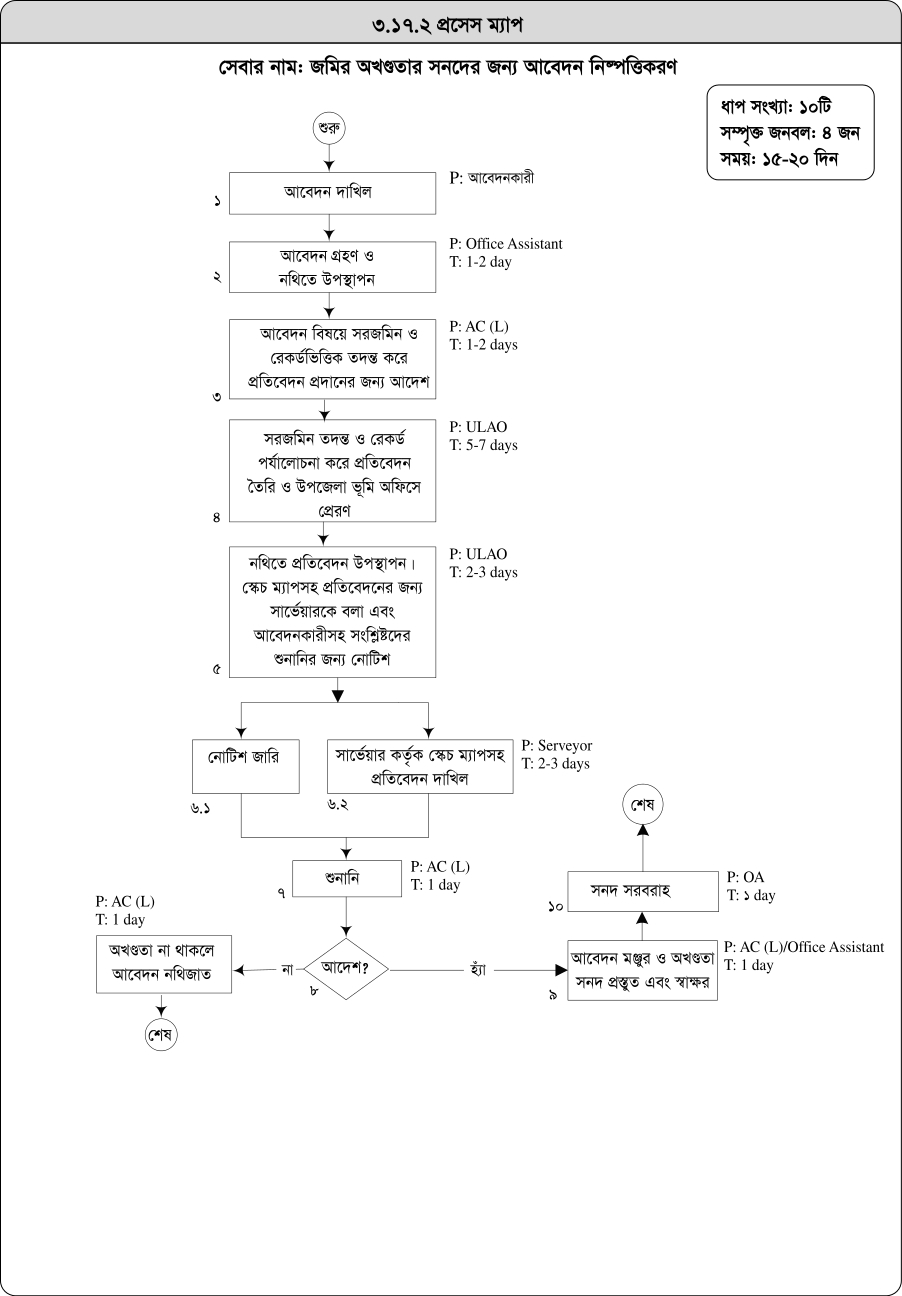 ৩.১৭.২ প্রসেস ম্যাপ
সেবার নাম: জমির অখণ্ডতার সনদের জন্য আবেদন নিষ্পত্তিকরণ
ধাপ সংখ্যা: ১০টি
সম্পৃক্ত জনবল: ৪ জন
সময়: ১৫-২০ দিন
শুরু
আবেদন দাখিল
১
P: আবেদনকারী
আবেদন গ্রহণ ও
নথিতে উপস্থাপন
২
P: Office Assistant
T: 1-2 day
আবেদন বিষয়ে সরজমিন ও
রেকর্ডভিত্তিক তদন্ত করে
প্রতিবেদন প্রদানের জন্য আদেশ
৩
P: AC (L)
T: 1-2 days
সরজমিন তদন্ত ও রেকর্ড
পর্যালোচনা করে প্রতিবেদন
তৈরি ও উপজেলা ভূমি অফিসে
প্রেরণ
৪
P: ULAO
T: 5-7 days
নথিতে প্রতিবেদন উপস্থাপন।
স্কেচ ম্যাপসহ প্রতিবেদনের জন্য
সার্ভেয়ারকে বলা এবং
আবেদনকারীসহ সংশ্লিষ্টদের
শুনানির জন্য নোটিশ
৫
P: ULAO
T: 2-3 days
নোটিশ জারি
৬.১
সার্ভেয়ার কর্তৃক স্কেচ ম্যাপসহ
প্রতিবেদন দাখিল
৬.২
P: Serveyor
T: 2-3 days
শুনানি
৭
P: AC (L)
T: 1 day
আদেশ?
৮
না
হ্যাঁ
P: AC (L)
T: 1 day
অখণ্ডতা না থাকলে
আবেদন নথিজাত
শেষ
আবেদন মঞ্জুর ও অখণ্ডতা
সনদ প্রস্তুত এবং স্বাক্ষর
৯
P: AC (L)/Office Assistant
T: 1 day
সনদ সরবরাহ
১০
P: OA
T: ১ day
শেষ